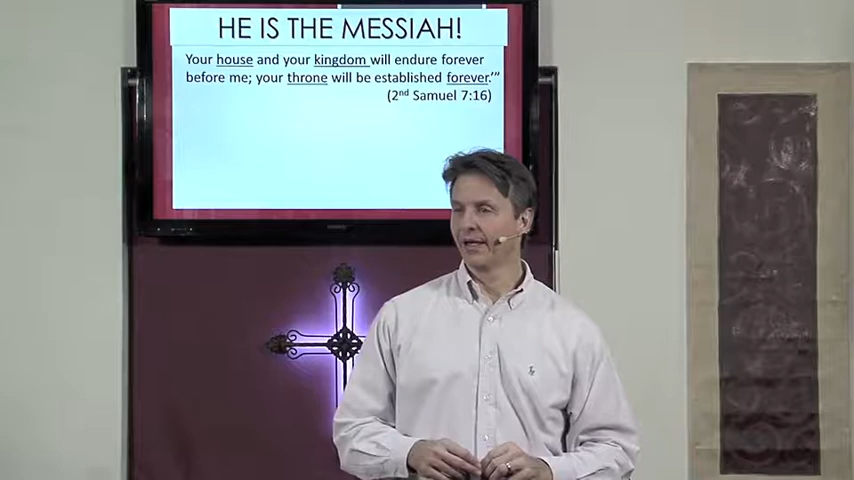 HE IS THE MESSIAH!
Your house and your kingdom will endure forever
before me; your throne will be established forever.’”
(2nd Samuel 7:16)